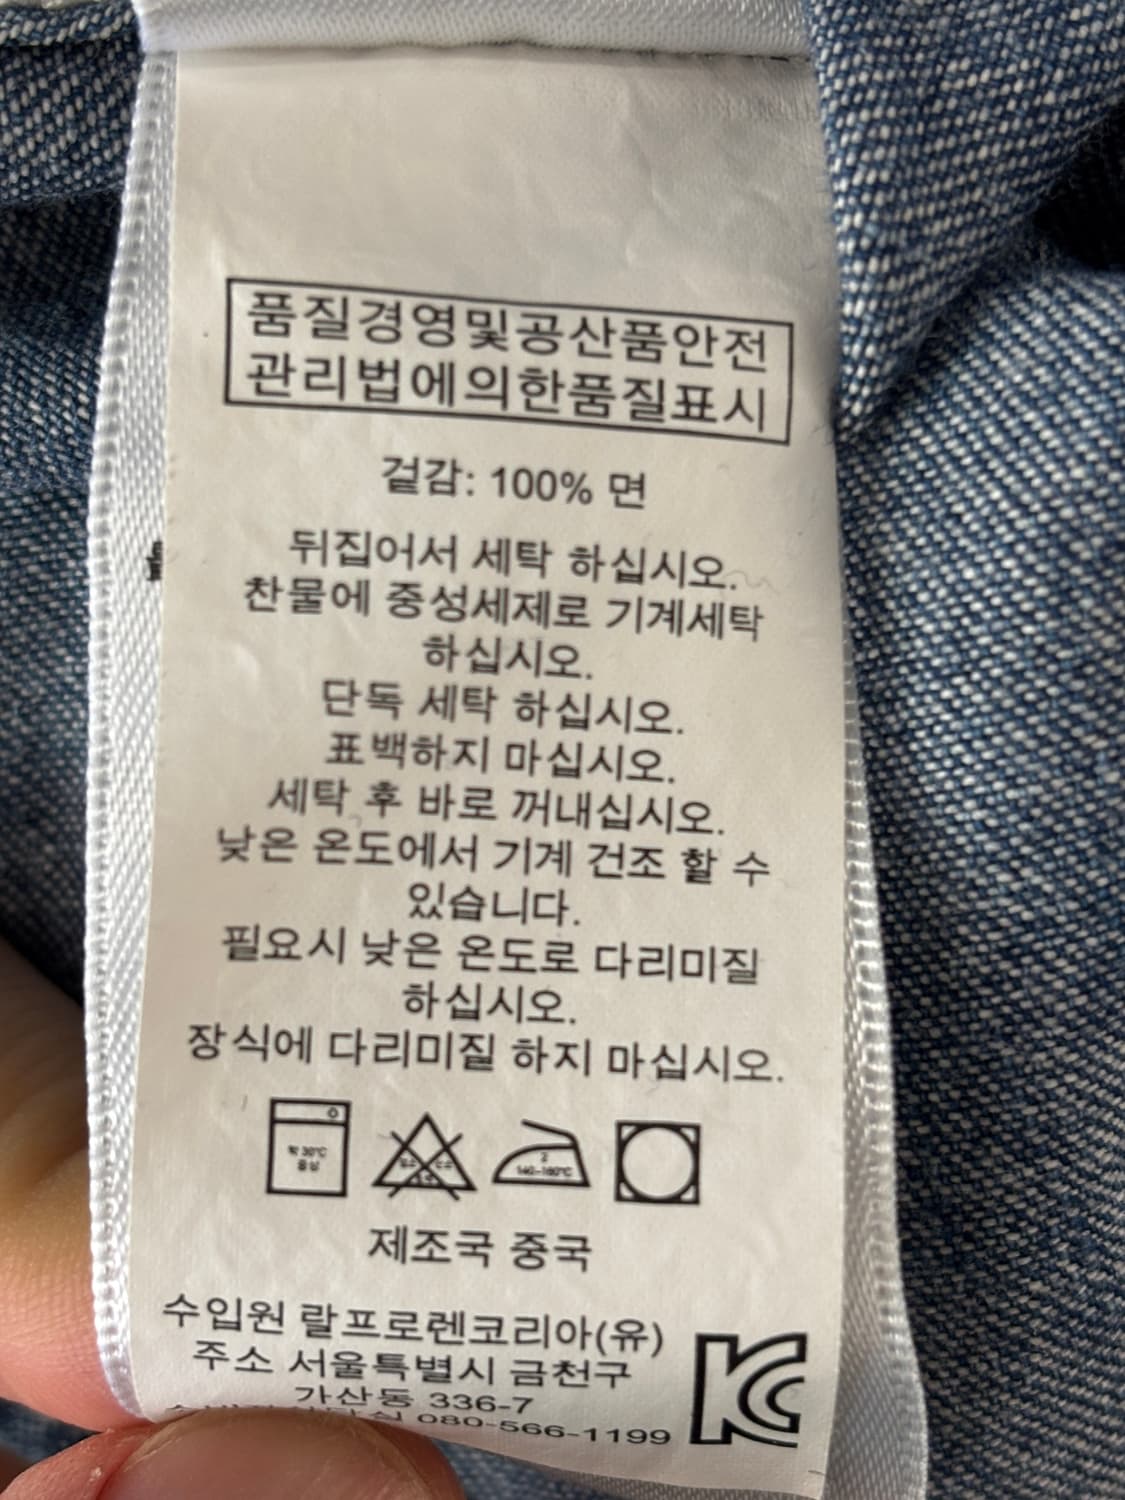 품질경영및공산품안전
관리법에의한품질표시
겉감: 100% 면
뒤집어서 세탁 하십시오.
찬물에 중성세제로 기계세탁
하십시오.
단독 세탁 하십시오.
표백하지 마십시오.
세탁 후 바로 꺼내십시오.
낮은 온도에서 기계 건조 할 수
있습니다.
필요시 낮은 온도로 다리미질
하십시오.
장식에 다리미질 하지 마십시오.
약 30℃
중성
2
140-160℃
제조국 중국
수입원 랄프로렌코리아(유)
주소 서울특별시 금천구
가산동 336-7
080-566-1199
KC